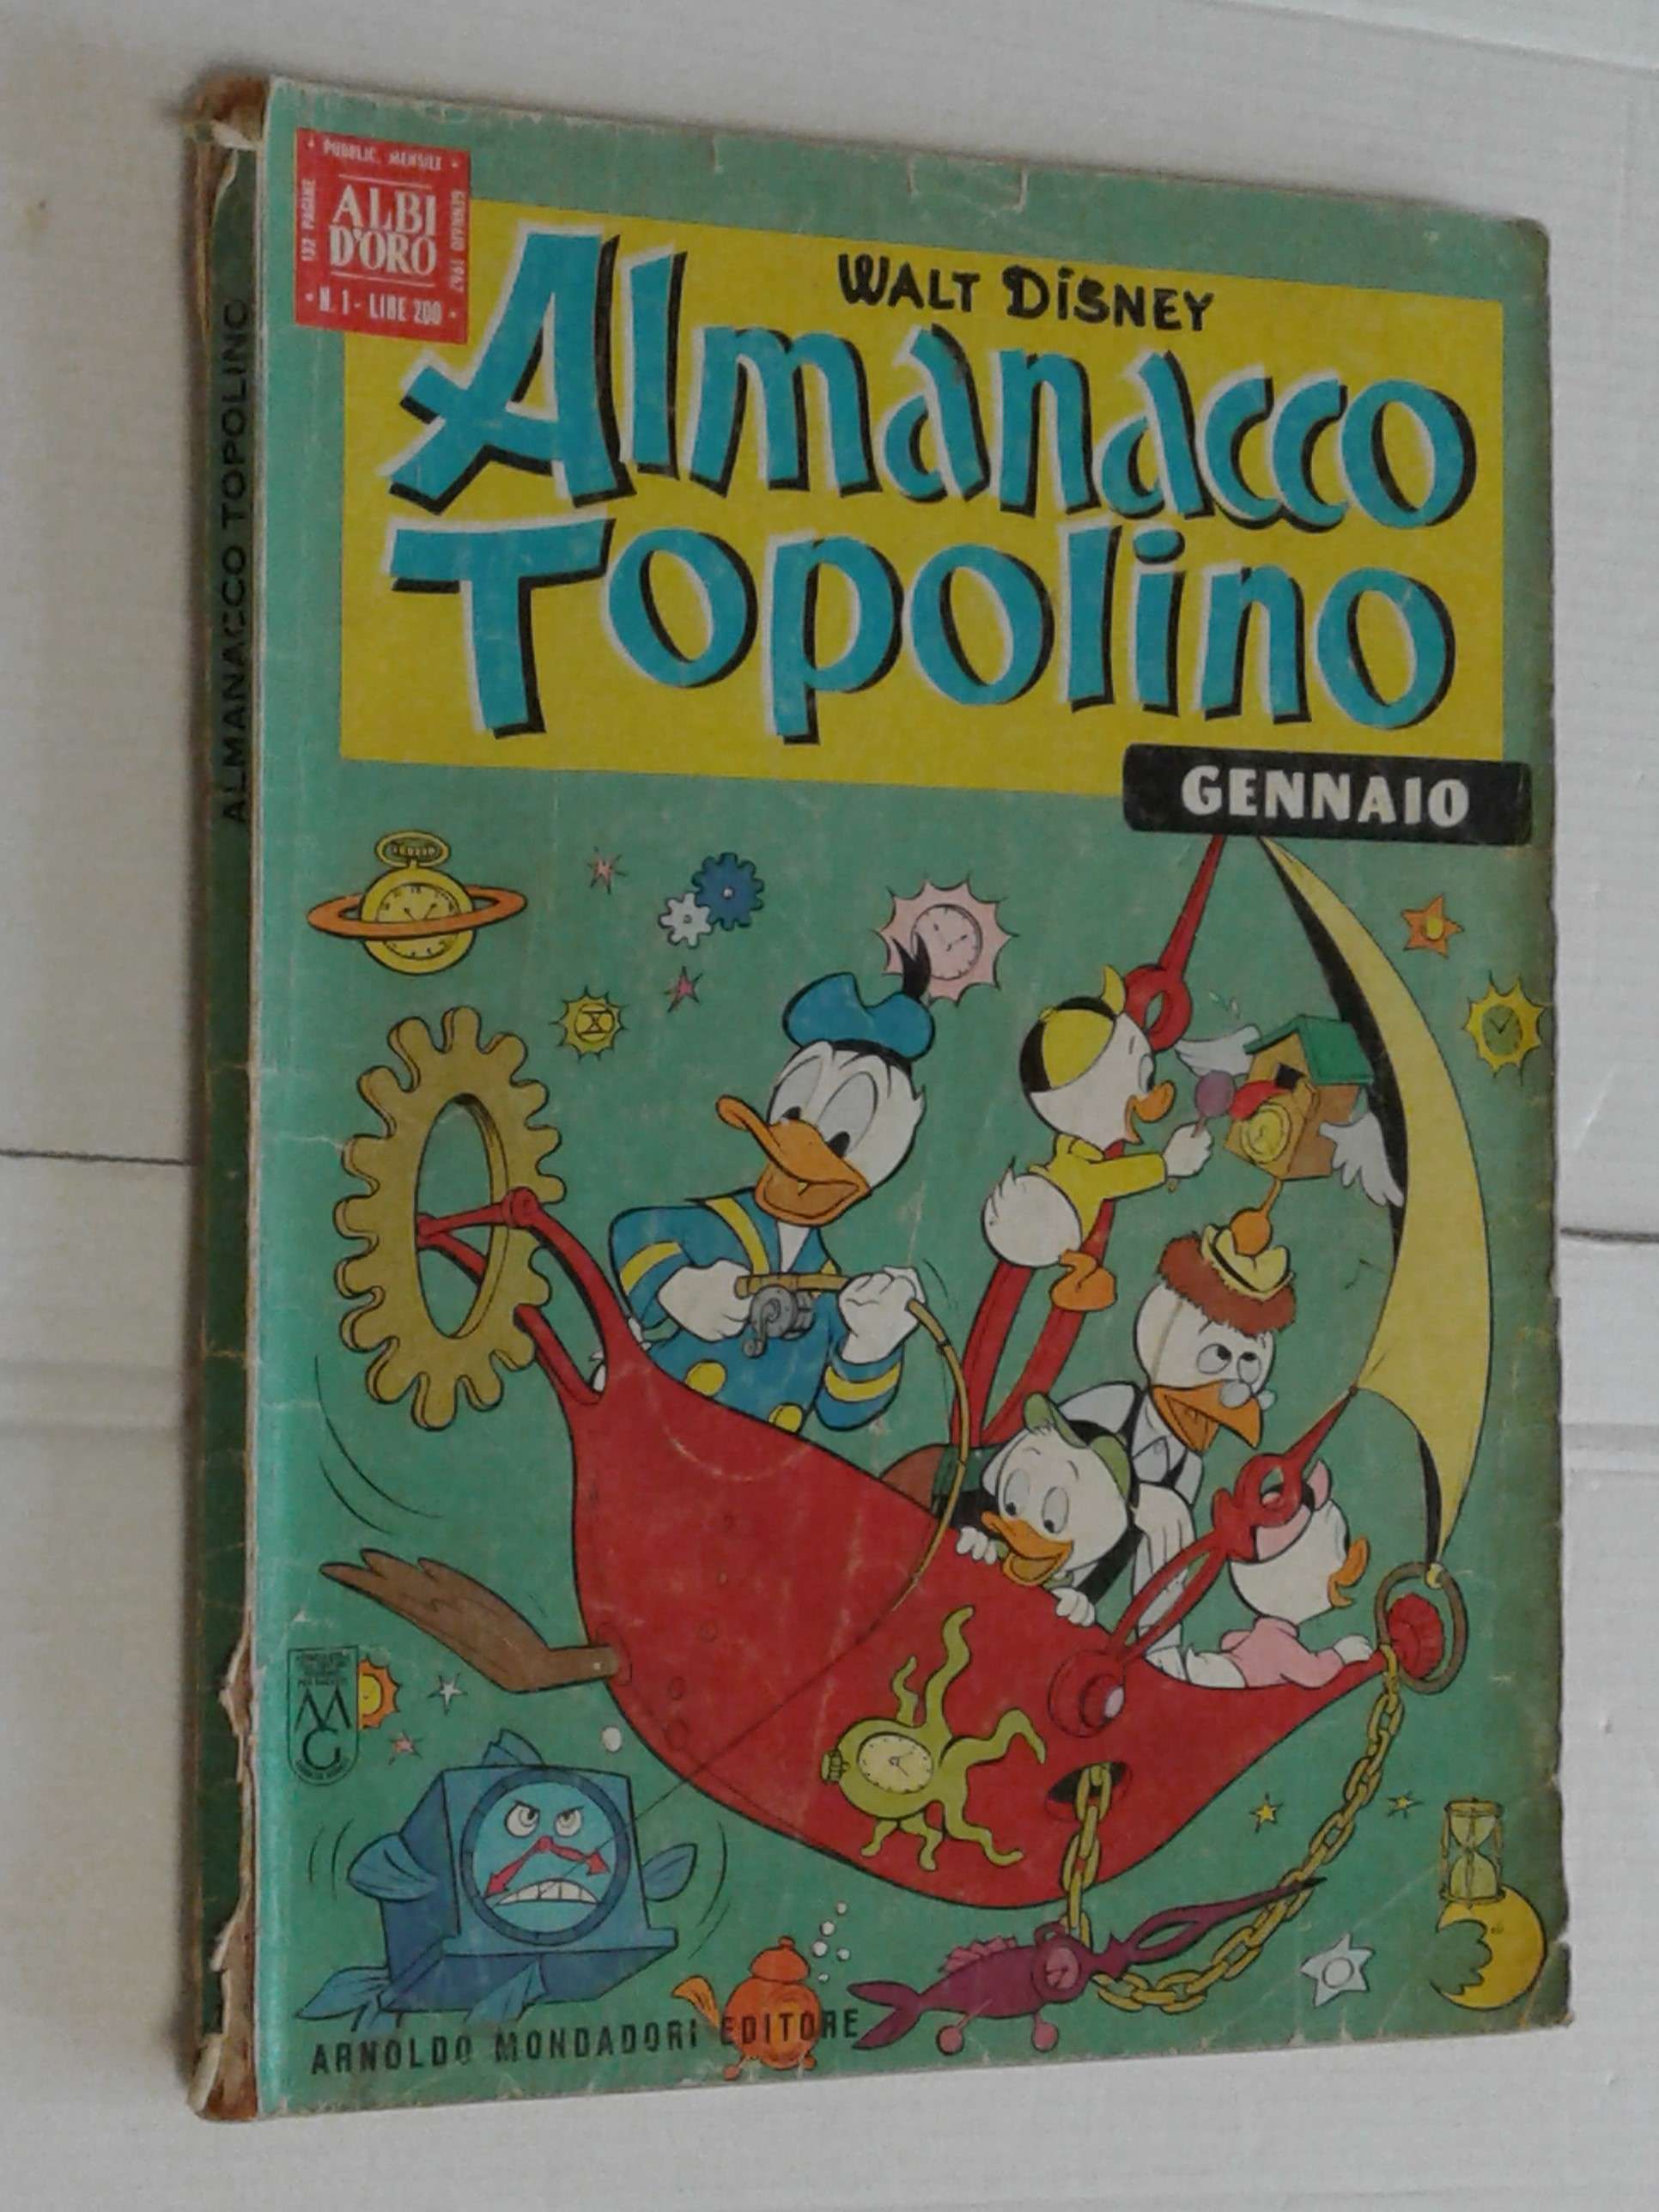 • PUBBLIC. MENSILE •
132 PAGINE
ALBI
D'ORO
GENNAIO 1962
• N. 1 - LIRE 200 •
WALT DISNEY
Almanacco
Topolino
GENNAIO
ALMANACCO TOPOLINO
MG
ARNOLDO MONDADORI EDITORE